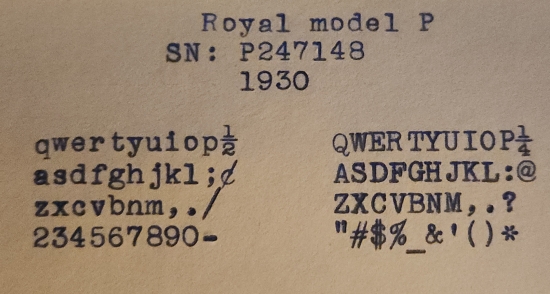 Royal model P
SN: P247148
1930
qwertyuiop½ QWERTYUIOP¼
asdfghjkl;¢ ASDFGHJKL:@
zxcvbnm,./ ZXCVBNM,.?
234567890- "#$%_&'()*